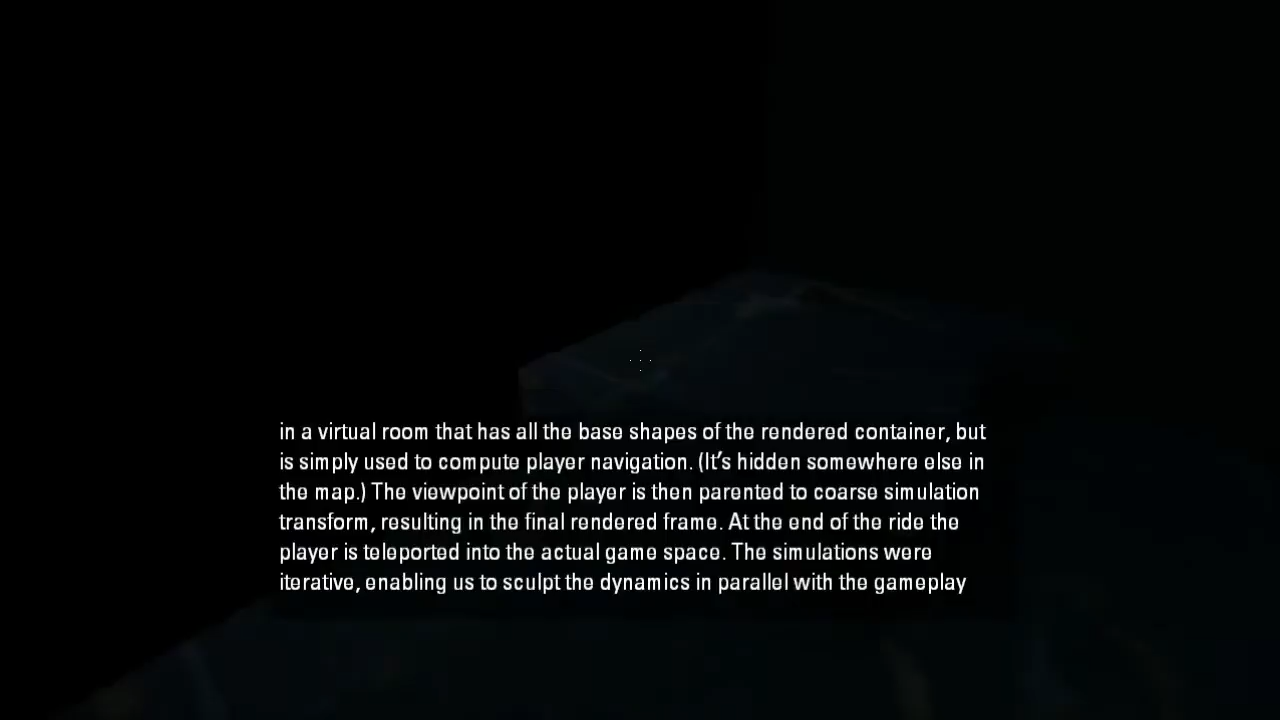 in a virtual room that has all the base shapes of the rendered container, but
is simply used to compute player navigation. (It's hidden somewhere else in
the map.) The viewpoint of the player is then parented to coarse simulation
transform, resulting in the final rendered frame. At the end of the ride the
player is teleported into the actual game space. The simulations were
iterative, enabling us to sculpt the dynamics in parallel with the gameplay